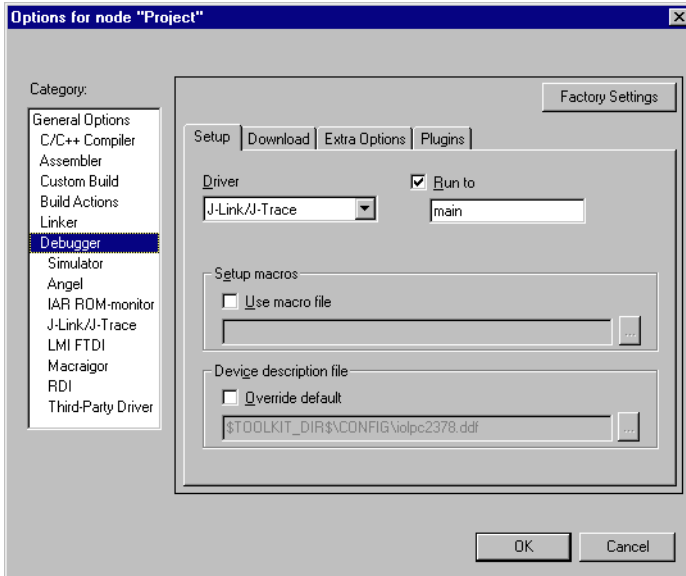 Options for node "Project"
Category:
Factory Settings
General Options
C/C++ Compiler
Assembler
Custom Build
Build Actions
Linker
Debugger
Simulator
Angel
IAR ROM-monitor
J-Link/J-Trace
LMI FTDI
Macraigor
RDI
Third-Party Driver
Setup Download Extra Options Plugins
Driver Run to
J-Link/J-Trace main
Setup macros
Use macro file
...
Device description file
Override default
$TOOLKIT_DIR$\CONFIG\iolpc2378.ddf ...
OK Cancel